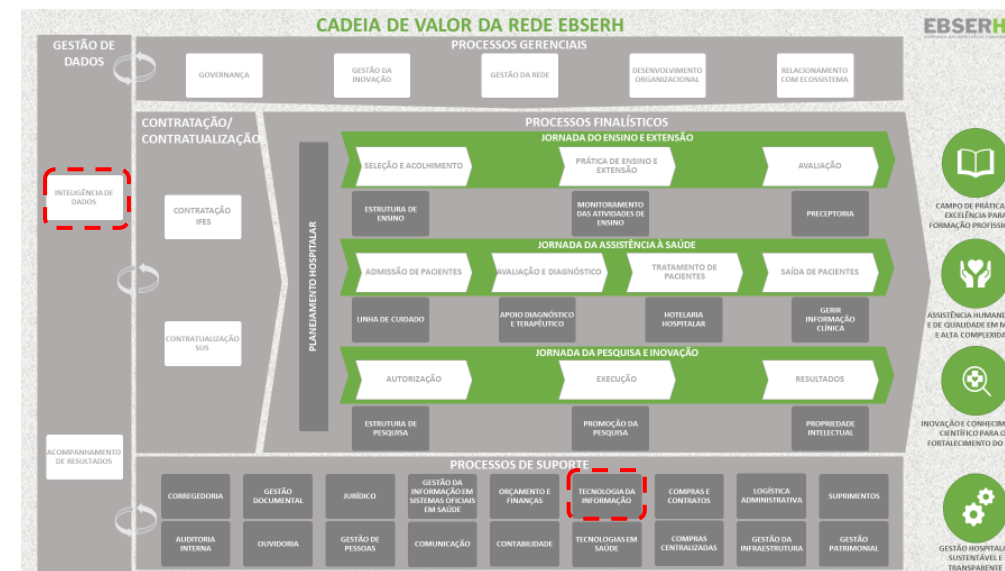 CADEIA DE VALOR DA REDE EBSERH
EBSERH
GESTÃO DE
DADOS
INTELIGÊNCIA DE
DADOS
ACOMPANHAMENTO
DE RESULTADOS
PROCESSOS GERENCIAIS
GOVERNANÇA
GESTÃO DA
INOVAÇÃO
GESTÃO DA REDE
DESENVOLVIMENTO
ORGANIZACIONAL
RELACIONAMENTO
COM ECOSSISTEMA
CONTRATAÇÃO/
CONTRATUALIZAÇÃO
CONTRATAÇÃO
IFES
CONTRATUALIZAÇÃO
SUS
PROCESSOS FINALÍSTICOS
PLANEJAMENTO HOSPITALAR
JORNADA DO ENSINO E EXTENSÃO
SELEÇÃO E ACOLHIMENTO
PRÁTICA DE ENSINO E
EXTENSÃO
AVALIAÇÃO
ESTRUTURA DE
ENSINO
MONITORAMENTO
DAS ATIVIDADES DE
ENSINO
PRECEPTORIA
JORNADA DA ASSISTÊNCIA À SAÚDE
ADMISSÃO DE PACIENTES
AVALIAÇÃO E DIAGNÓSTICO
TRATAMENTO DE
PACIENTES
SAÍDA DE PACIENTES
LINHA DE CUIDADO
APOIO DIAGNÓSTICO
E TERAPÊUTICO
HOTELARIA
HOSPITALAR
GERIR
INFORMAÇÃO
CLÍNICA
JORNADA DA PESQUISA E INOVAÇÃO
AUTORIZAÇÃO
EXECUÇÃO
RESULTADOS
ESTRUTURA DE
PESQUISA
PROMOÇÃO DA
PESQUISA
PROPRIEDADE
INTELECTUAL
PROCESSOS DE SUPORTE
CORREGEDORIA
GESTÃO
DOCUMENTAL
JURÍDICO
GESTÃO DA
INFORMAÇÃO EM
SISTEMAS OFICIAIS
EM SAÚDE
ORÇAMENTO E
FINANÇAS
TECNOLOGIA DA
INFORMAÇÃO
COMPRAS E
CONTRATOS
LOGÍSTICA
ADMINISTRATIVA
SUPRIMENTOS
AUDITORIA
INTERNA
OUVIDORIA
GESTÃO DE
PESSOAS
COMUNICAÇÃO
CONTABILIDADE
TECNOLOGIAS EM
SAÚDE
COMPRAS
CENTRALIZADAS
GESTÃO DA
INFRAESTRUTURA
GESTÃO
PATRIMONIAL
CAMPO DE PRÁTICA
EXCELÊNCIA PARA
FORMAÇÃO PROFISSI
ASSISTÊNCIA HUMANI
E DE QUALIDADE EM M
E ALTA COMPLEXIDA
INOVAÇÃO E CONHECIM
CIENTÍFICO PARA O
FORTALECIMENTO DO
GESTÃO HOSPITALA
SUSTENTÁVEL E
TRANSPARENTE